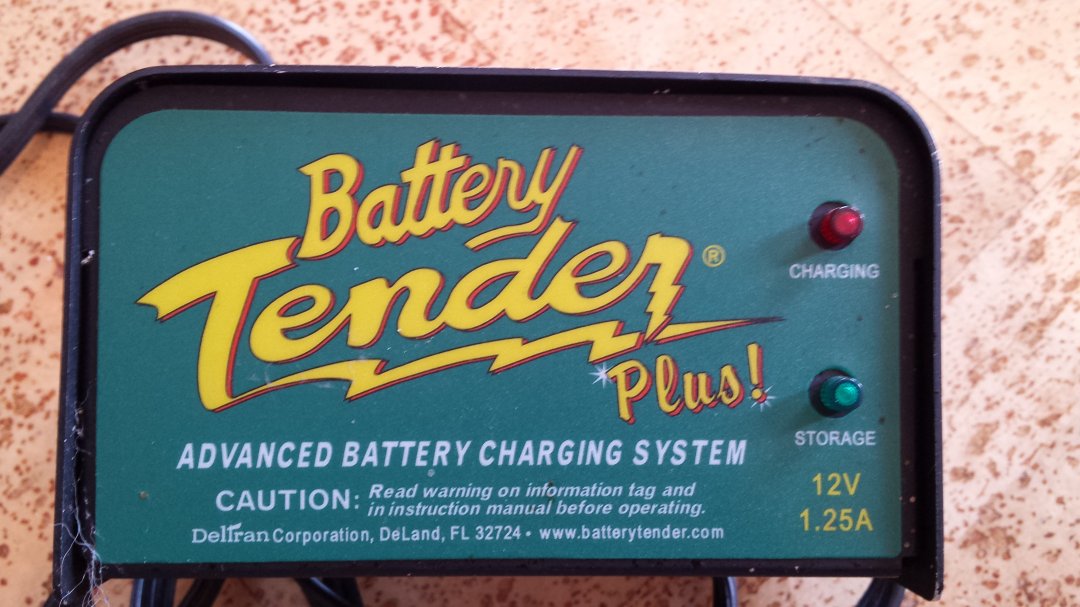 Battery
Tender®
Plus!
CHARGING
STORAGE
ADVANCED BATTERY CHARGING SYSTEM
CAUTION: Read warning on information tag and
in instruction manual before operating.
Deltran Corporation, DeLand, FL 32724 • www.batterytender.com
12V
1.25A